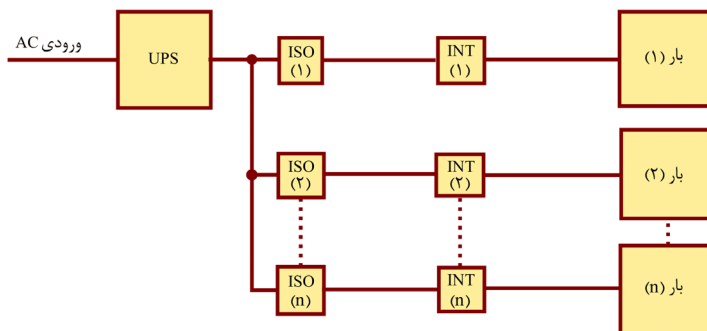 ورودی AC
UPS
ISO
(۱)
INT
(۱)
بار (۱)
ISO
(۲)
INT
(۲)
بار (۲)
ISO
(n)
INT
(n)
بار (n)